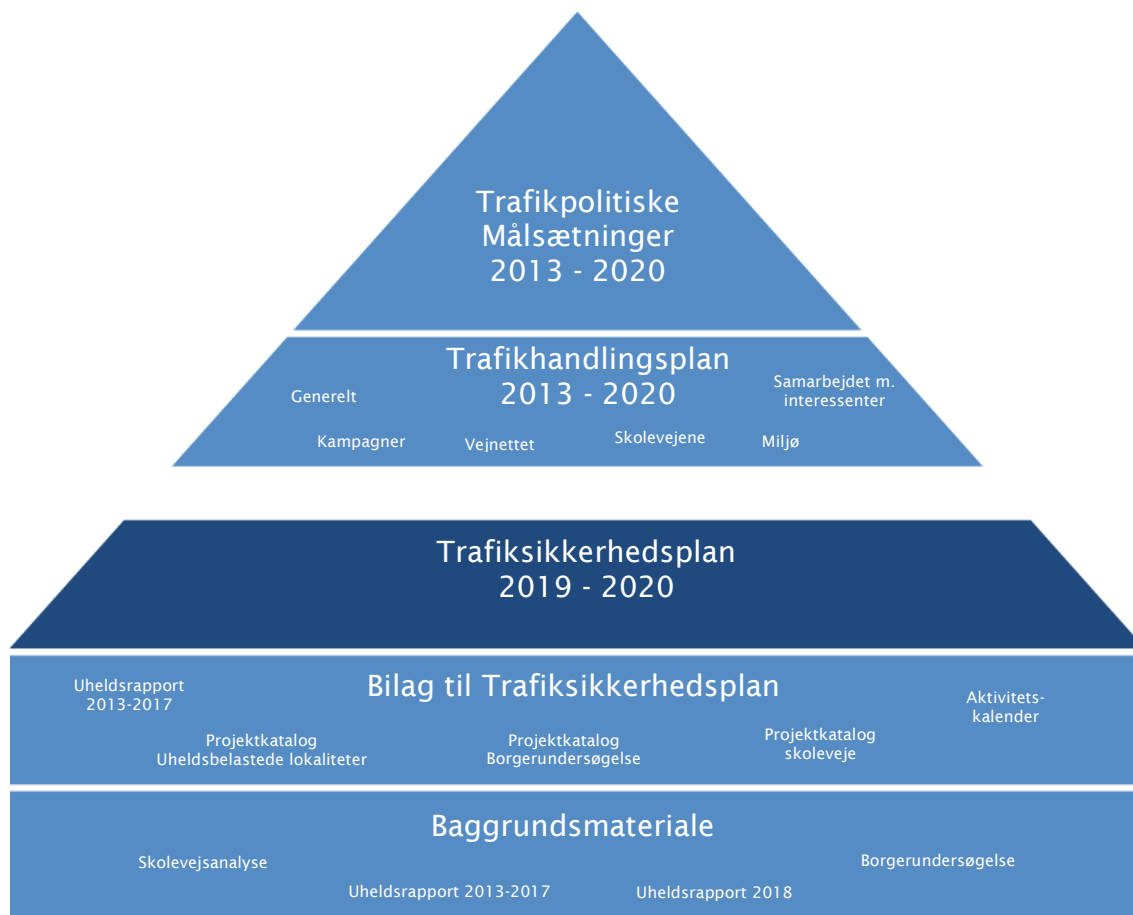 Trafikpolitiske
Målsætninger
2013 - 2020
Trafikhandlingsplan
2013 - 2020
Generelt
Samarbejdet m.
interessenter
Kampagner
Vejnettet
Skolevejene
Miljø
Trafiksikkerhedsplan
2019 - 2020
Bilag til Trafiksikkerhedsplan
Uheldsrapport
2013-2017
Aktivitets-
kalender
Projektkatalog
Uheldsbelastede lokaliteter
Projektkatalog
Borgerundersøgelse
Projektkatalog
skoleveje
Baggrundsmateriale
Skolevejsanalyse
Borgerundersøgelse
Uheldsrapport 2013-2017
Uheldsrapport 2018